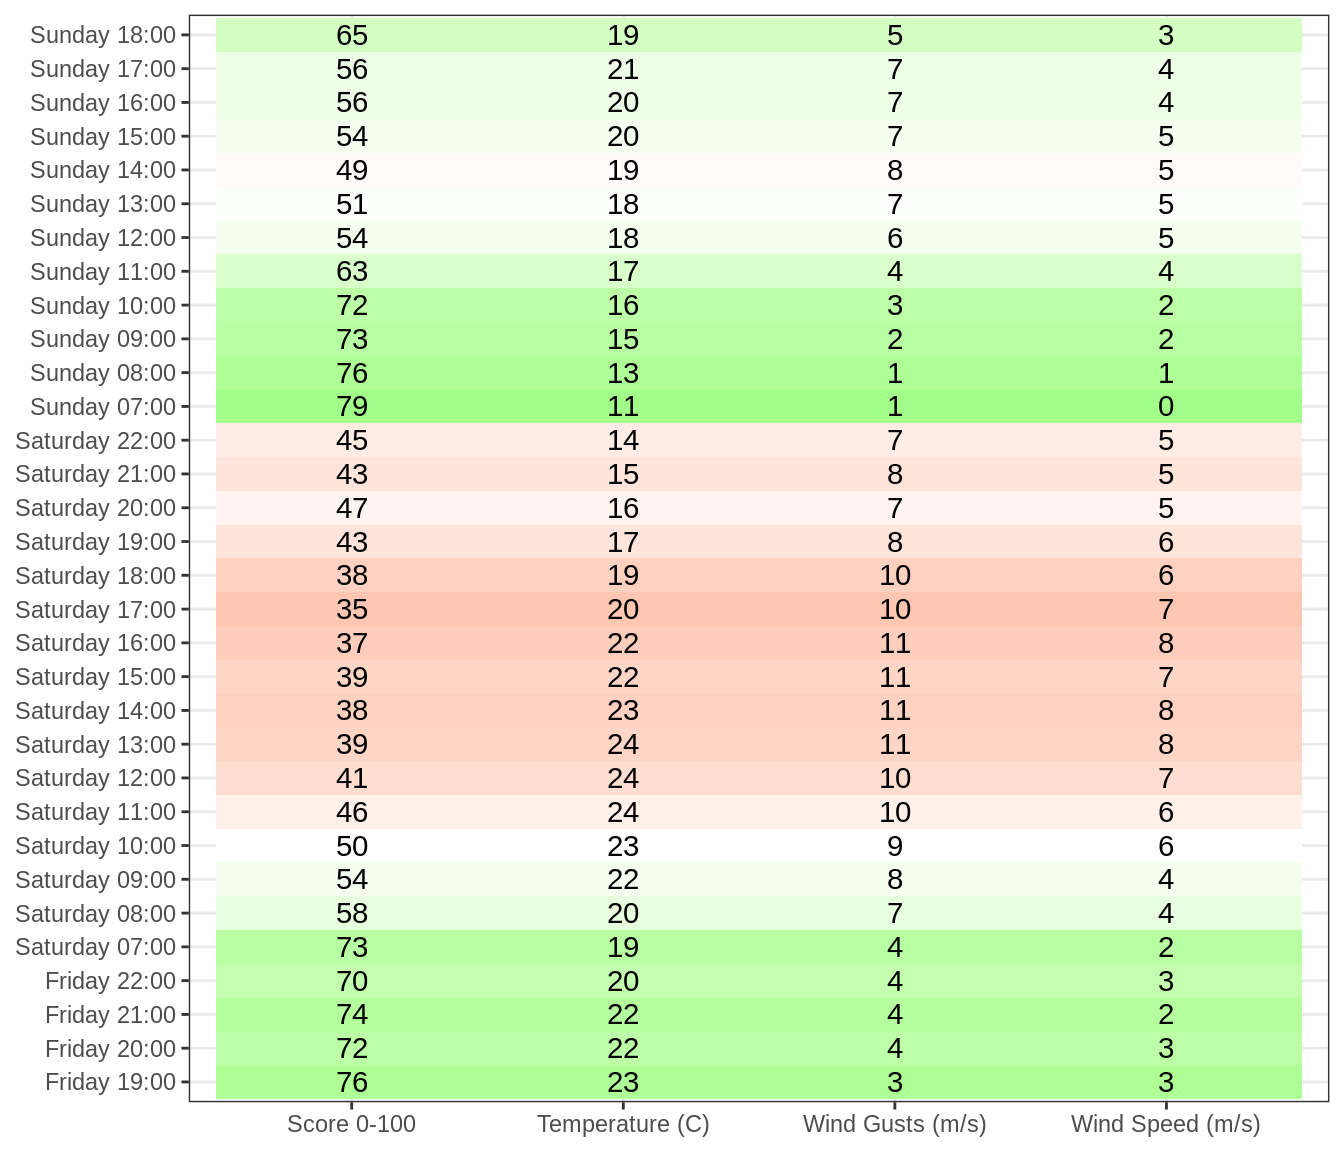 Sunday 18:00 65 19 5 3
Sunday 17:00 56 21 7 4
Sunday 16:00 56 20 7 4
Sunday 15:00 54 20 7 5
Sunday 14:00 49 19 8 5
Sunday 13:00 51 18 7 5
Sunday 12:00 54 18 6 5
Sunday 11:00 63 17 4 4
Sunday 10:00 72 16 3 2
Sunday 09:00 73 15 2 2
Sunday 08:00 76 13 1 1
Sunday 07:00 79 11 1 0
Saturday 22:00 45 14 7 5
Saturday 21:00 43 15 8 5
Saturday 20:00 47 16 7 5
Saturday 19:00 43 17 8 6
Saturday 18:00 38 19 10 6
Saturday 17:00 35 20 10 7
Saturday 16:00 37 22 11 8
Saturday 15:00 39 22 11 7
Saturday 14:00 38 23 11 8
Saturday 13:00 39 24 11 8
Saturday 12:00 41 24 10 7
Saturday 11:00 46 24 10 6
Saturday 10:00 50 23 9 6
Saturday 09:00 54 22 8 4
Saturday 08:00 58 20 7 4
Saturday 07:00 73 19 4 2
Friday 22:00 70 20 4 3
Friday 21:00 74 22 4 2
Friday 20:00 72 22 4 3
Friday 19:00 76 23 3 3
Score 0-100 Temperature (C) Wind Gusts (m/s) Wind Speed (m/s)